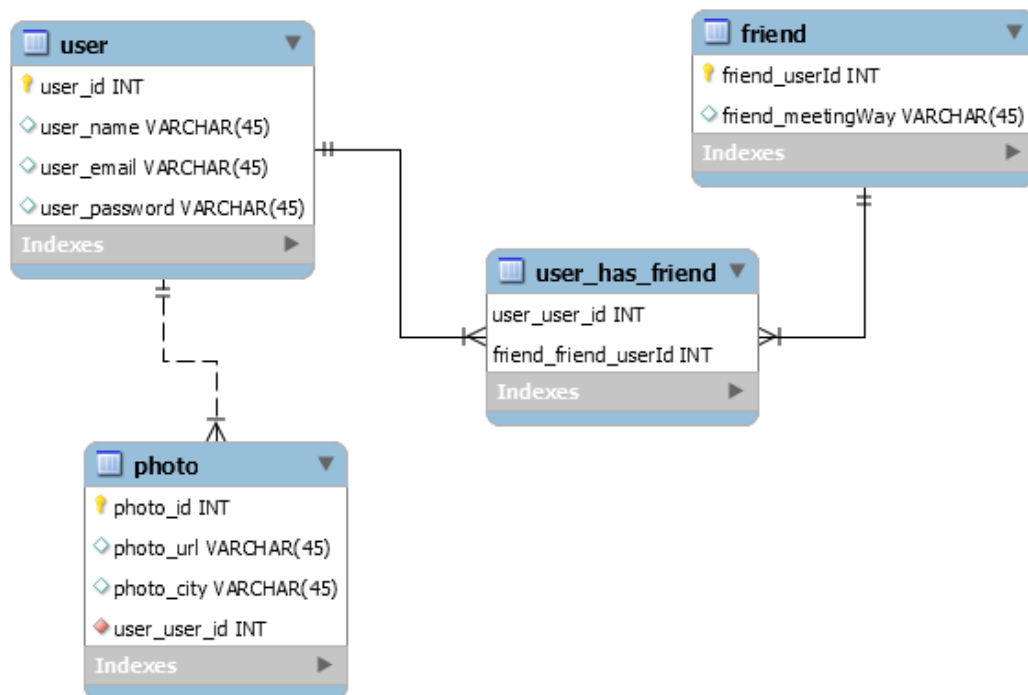 user
user_id INT
user_name VARCHAR(45)
user_email VARCHAR(45)
user_password VARCHAR(45)
Indexes
friend
friend_userId INT
friend_meetingWay VARCHAR(45)
Indexes
user_has_friend
user_user_id INT
friend_friend_userId INT
Indexes
photo
photo_id INT
photo_url VARCHAR(45)
photo_city VARCHAR(45)
user_user_id INT
Indexes